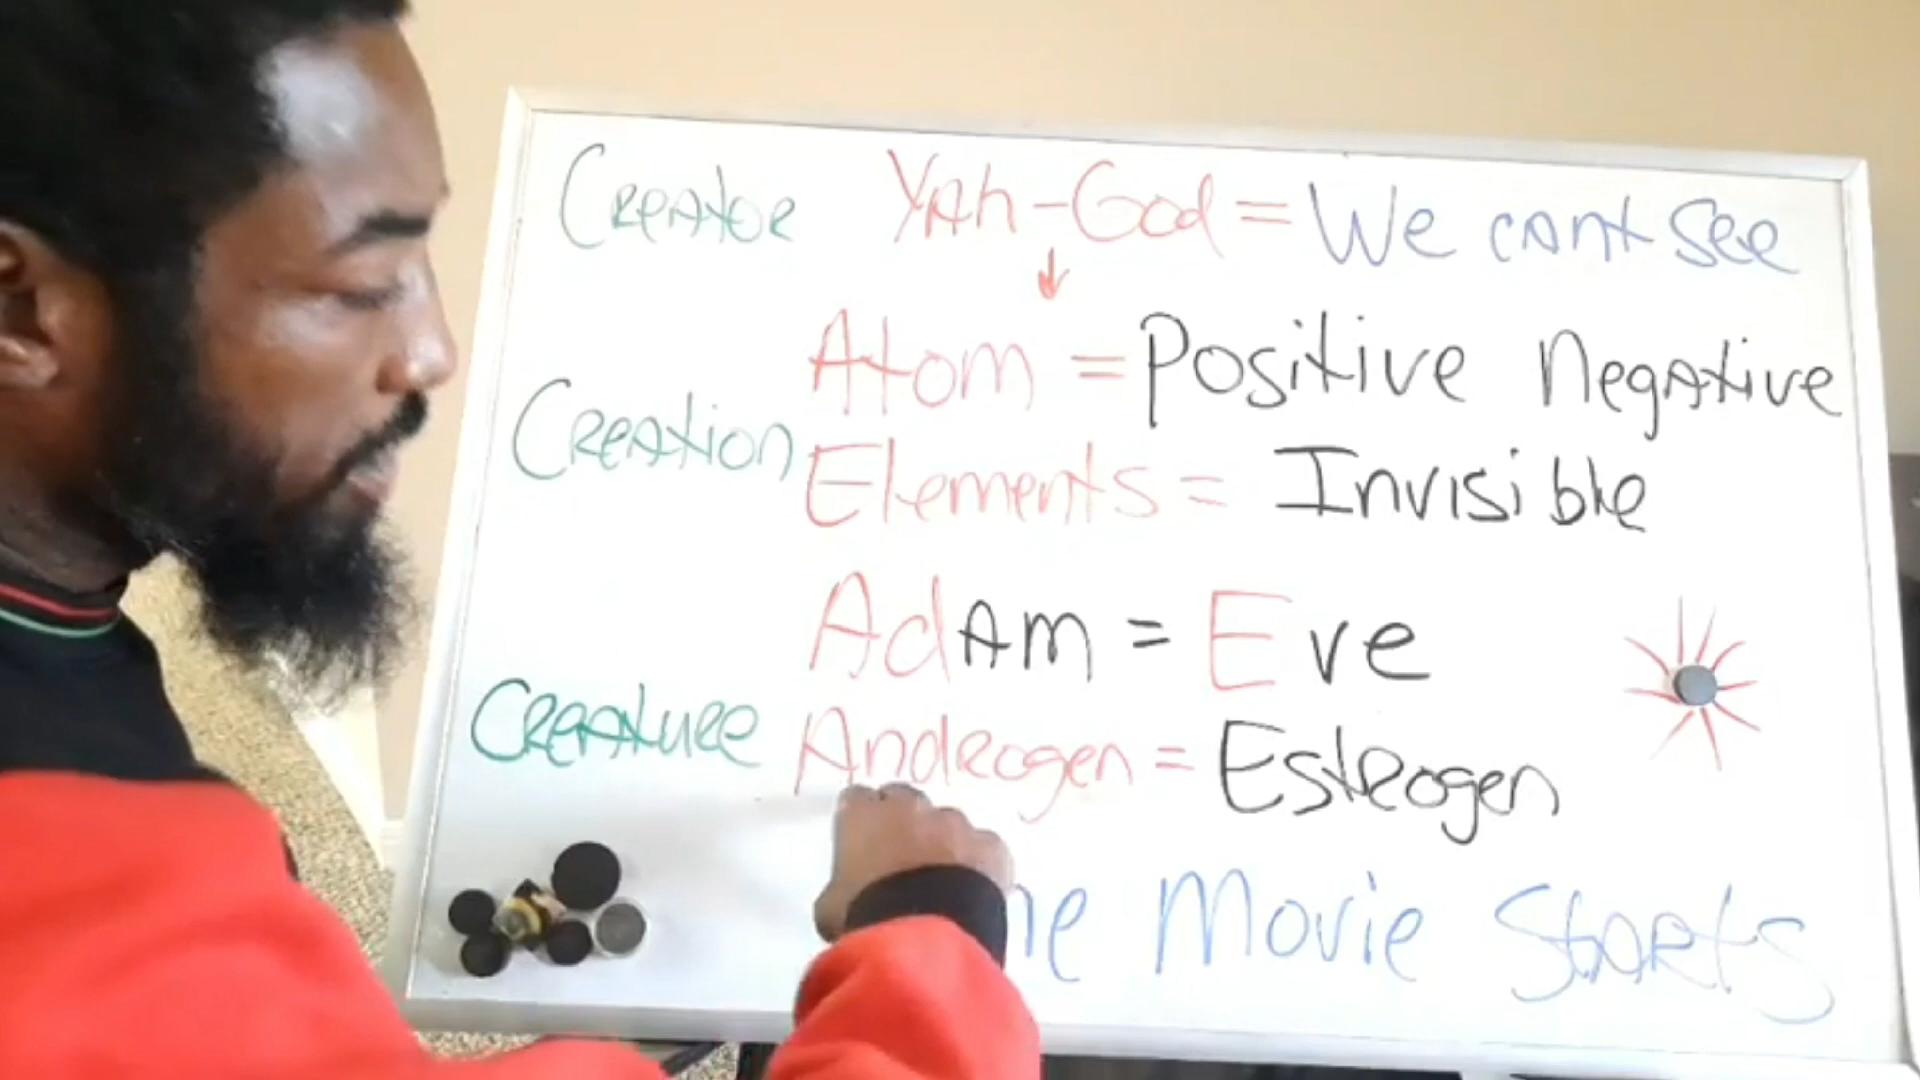 Creator Yah-God = We cant see
Atom = Positive Negative
Creation
Elements = Invisible
Adam = Eve
Creature Androgen = Estrogen
Movie Starts